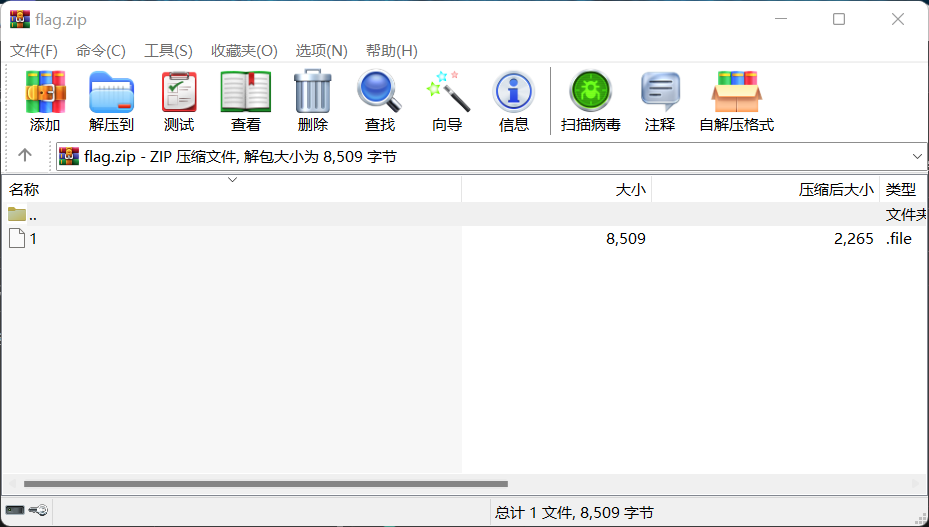 flag.zip
文件(F) 命令(C) 工具(S) 收藏夹(O) 选项(N) 帮助(H)
添加 解压到 测试 查看 删除 查找 向导 信息 扫描病毒 注释 自解压格式
flag.zip - ZIP 压缩文件, 解包大小为 8,509 字节
名称 大小 压缩后大小 类型
.. 文件夹
1 8,509 2,265 .file
总计 1 文件, 8,509 字节